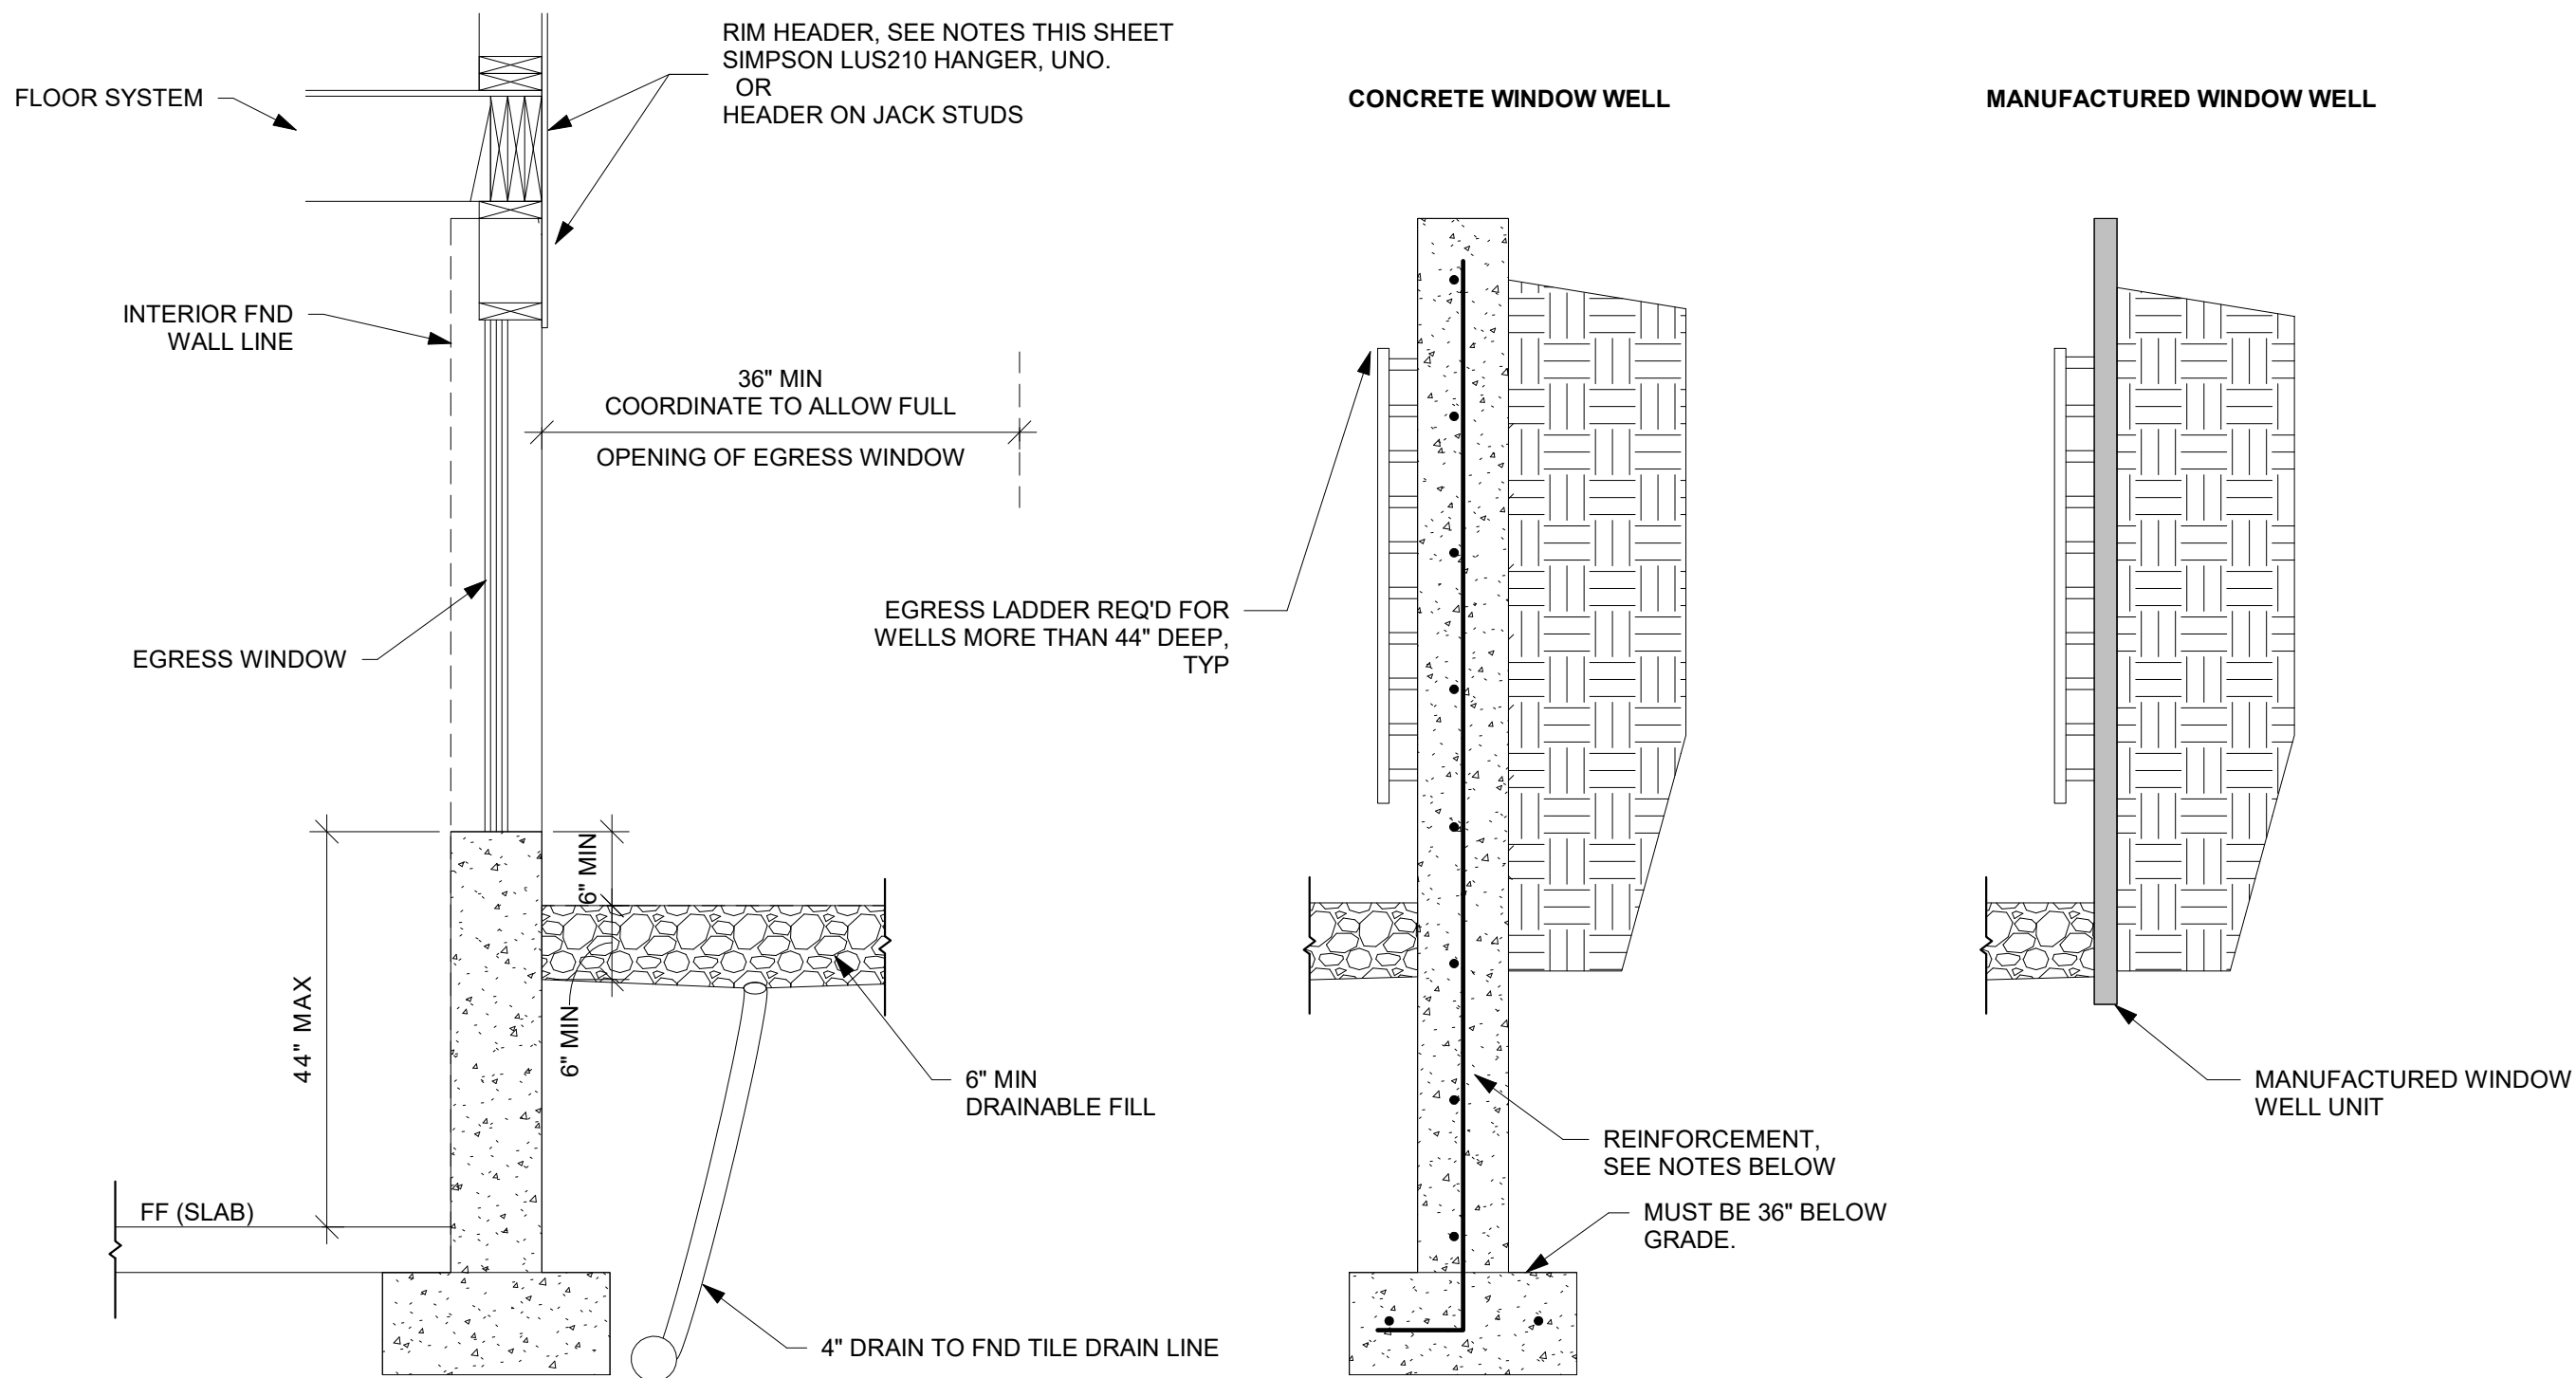 RIM HEADER, SEE NOTES THIS SHEET
SIMPSON LUS210 HANGER, UNO.
OR
HEADER ON JACK STUDS
FLOOR SYSTEM
CONCRETE WINDOW WELL
MANUFACTURED WINDOW WELL
INTERIOR FND
WALL LINE
36" MIN
COORDINATE TO ALLOW FULL
OPENING OF EGRESS WINDOW
EGRESS LADDER REQ'D FOR
WELLS MORE THAN 44" DEEP,
TYP
EGRESS WINDOW
6" MIN
44" MAX
6" MIN
6" MIN
DRAINABLE FILL
MANUFACTURED WINDOW
WELL UNIT
REINFORCEMENT,
SEE NOTES BELOW
FF (SLAB)
MUST BE 36" BELOW
GRADE.
4" DRAIN TO FND TILE DRAIN LINE